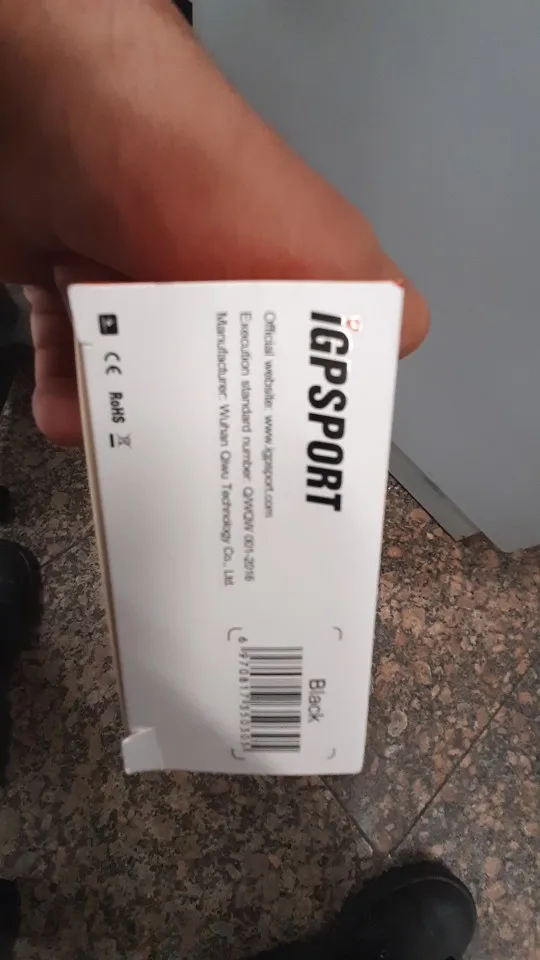 iGPSPORT
Official website: www.igpsport.com
Execution standard number: Q/WQW 001-2016
Manufacturer: Wuhan Qiwu Technology Co., Ltd.
CE RoHS
Black